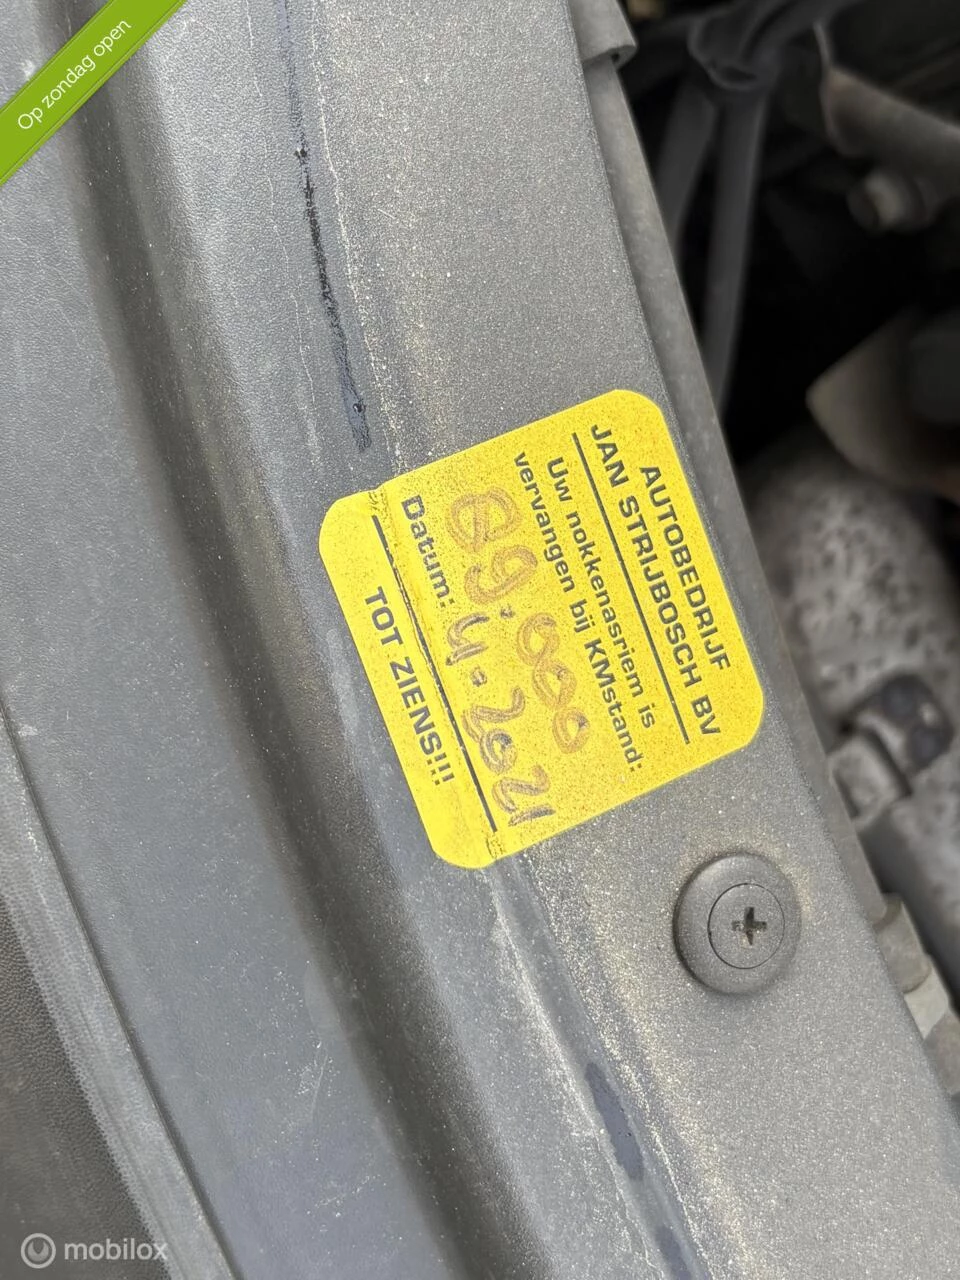 Op zondag open
AUTOBEDRIJF
JAN STRIJBOSCH BV
Uw nokkenasriem is
vervangen bij KMstand:
69.000
Datum: 4.2021
TOT ZIENS!!!
mobilox